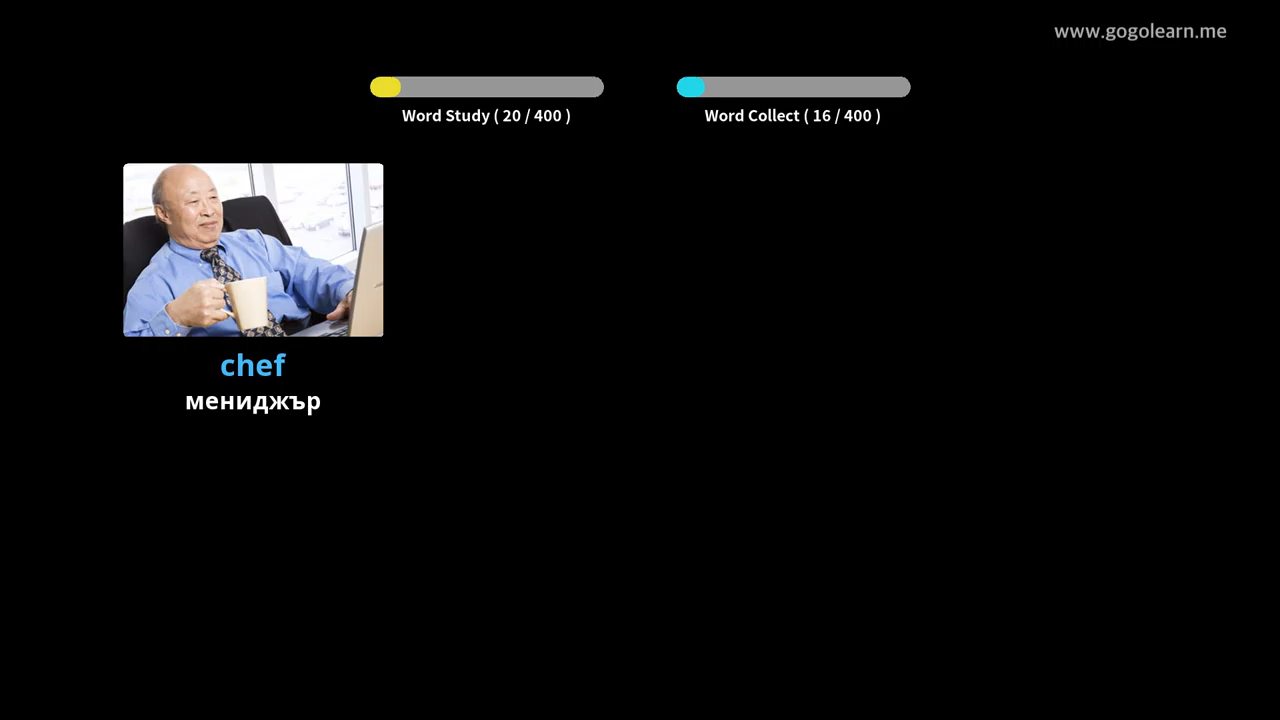 www.gogolearn.me
Word Study ( 20 / 400 )
Word Collect ( 16 / 400 )
chef
мениджър